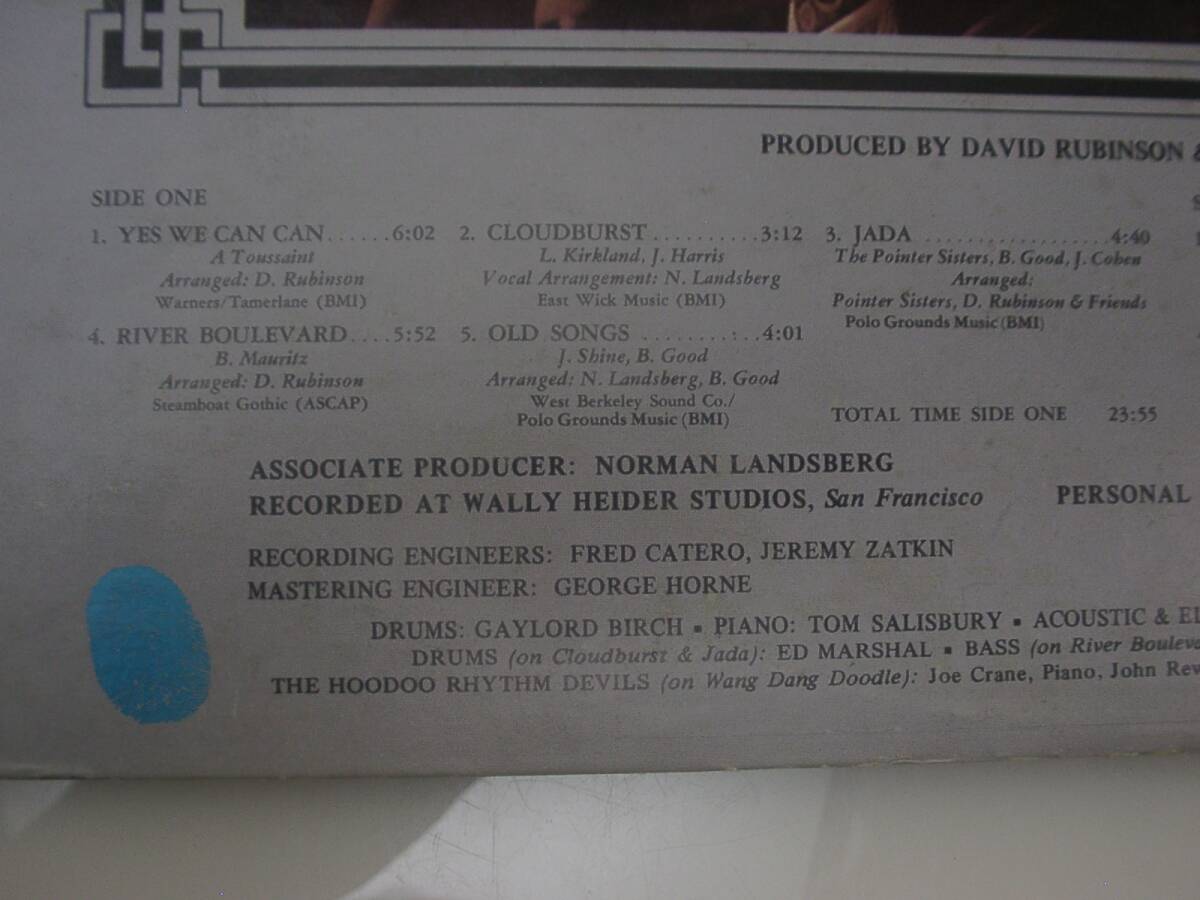 PRODUCED BY DAVID RUBINSON &
SIDE ONE
1. YES WE CAN CAN......6:02
A Toussaint
Arranged: D. Rubinson
Warners/Tamerlane (BMI)
2. CLOUDBURST..........3:12
L. Kirkland, J. Harris
Vocal Arrangement: N. Landsberg
East Wick Music (BMI)
3. JADA ..................4:40
The Pointer Sisters, B. Good, J. Cohen
Arranged:
Pointer Sisters, D. Rubinson & Friends
Polo Grounds Music (BMI)
4. RIVER BOULEVARD....5:52
B. Mauritz
Arranged: D. Rubinson
Steamboat Gothic (ASCAP)
5. OLD SONGS ...........4:01
J. Shine, B. Good
Arranged: N. Landsberg, B. Good
West Berkeley Sound Co./
Polo Grounds Music (BMI)
TOTAL TIME SIDE ONE 23:55
ASSOCIATE PRODUCER: NORMAN LANDSBERG
RECORDED AT WALLY HEIDER STUDIOS, San Francisco
PERSONAL
RECORDING ENGINEERS: FRED CATERO, JEREMY ZATKIN
MASTERING ENGINEER: GEORGE HORNE
DRUMS: GAYLORD BIRCH ▪ PIANO: TOM SALISBURY ▪ ACOUSTIC & EL
DRUMS (on Cloudburst & Jada): ED MARSHAL ▪ BASS (on River Bouleva
THE HOODOO RHYTHM DEVILS (on Wang Dang Doodle): Joe Crane, Piano, John Rew